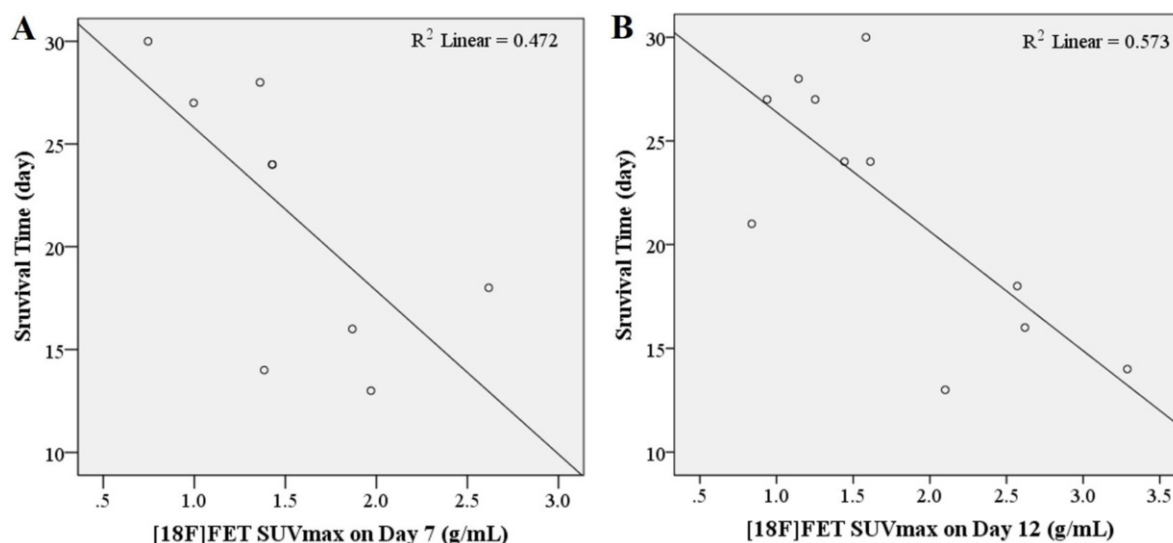 A
R² Linear = 0.472
30
25
20
15
10
Sruvival Time (day)
.5 1.0 1.5 2.0 2.5 3.0
[18F]FET SUVmax on Day 7 (g/mL)
B
R² Linear = 0.573
30
25
20
15
10
Sruvival Time (day)
.5 1.0 1.5 2.0 2.5 3.0 3.5
[18F]FET SUVmax on Day 12 (g/mL)